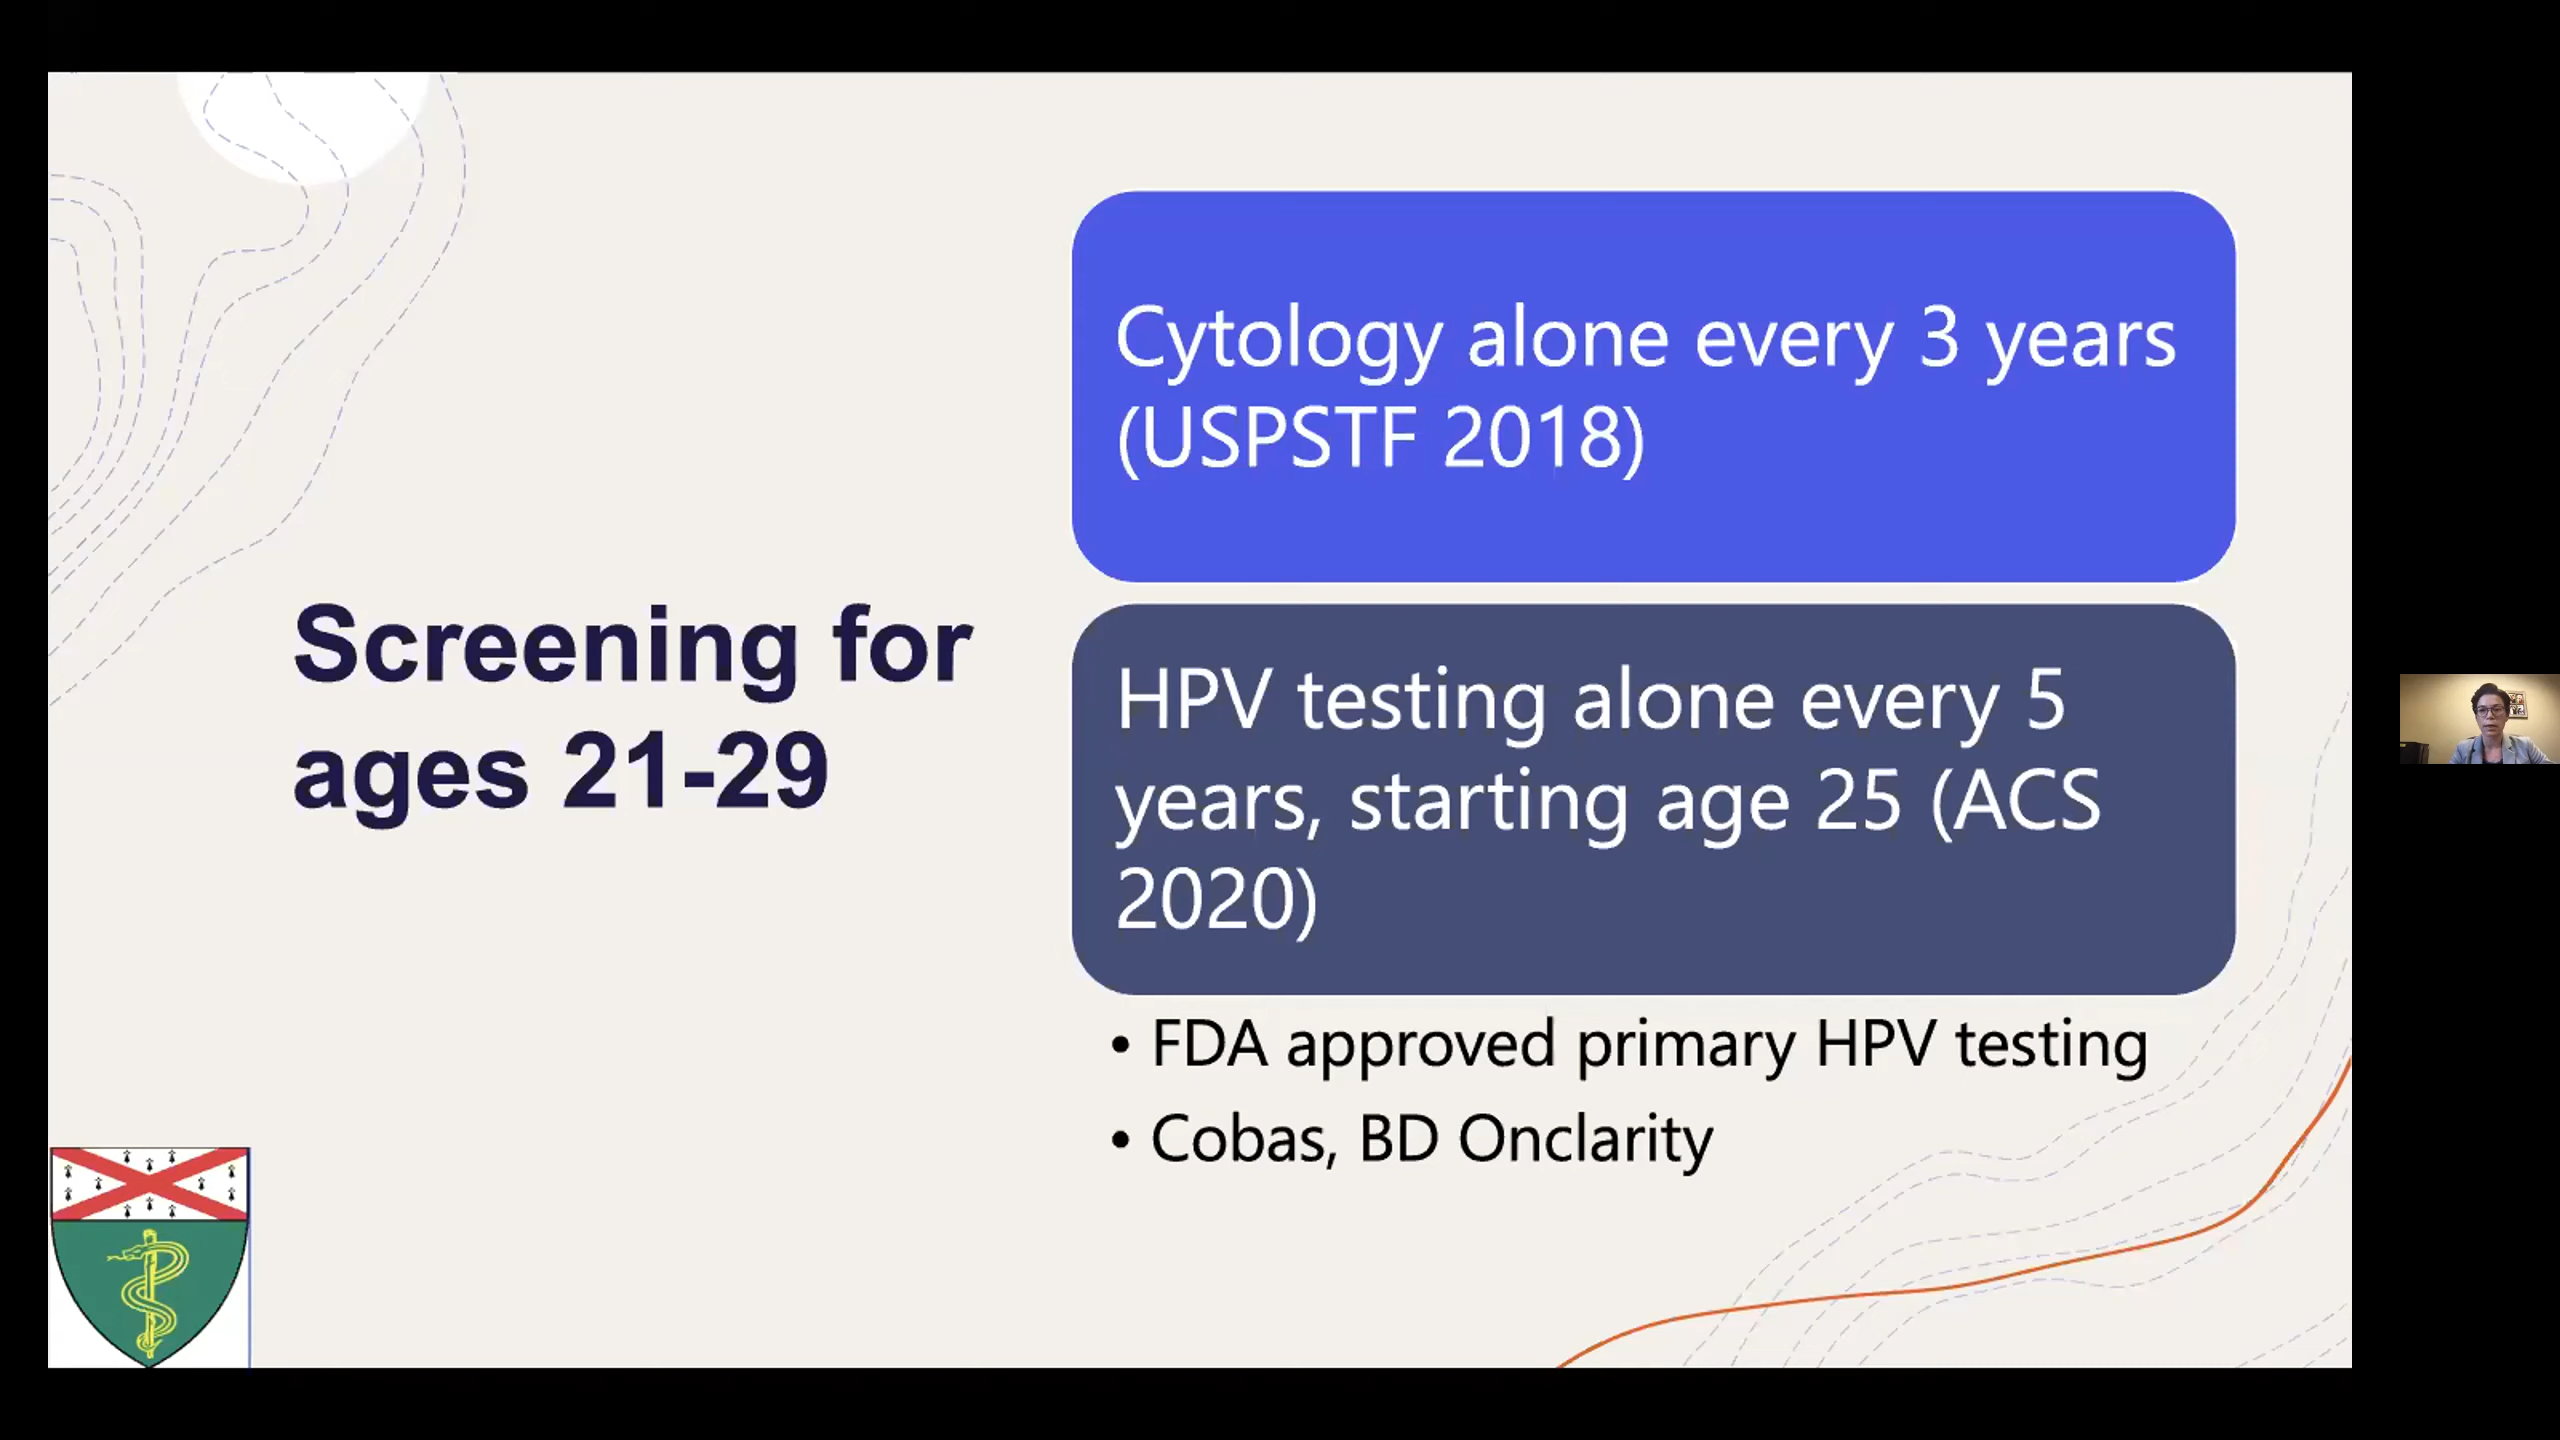 Screening for
ages 21-29
Cytology alone every 3 years
(USPSTF 2018)
HPV testing alone every 5
years, starting age 25 (ACS
2020)
• FDA approved primary HPV testing
• Cobas, BD Onclarity